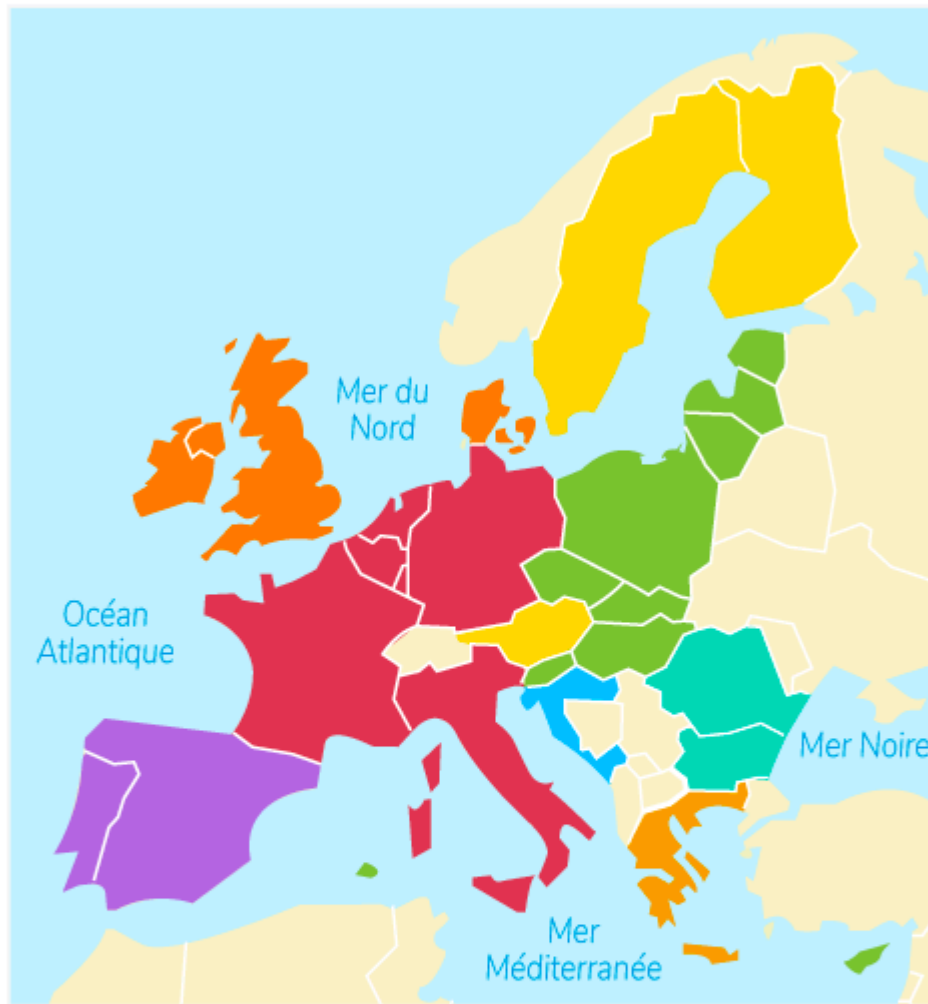 Mer du
Nord
Océan
Atlantique
Mer Noire
Mer
Méditerranée